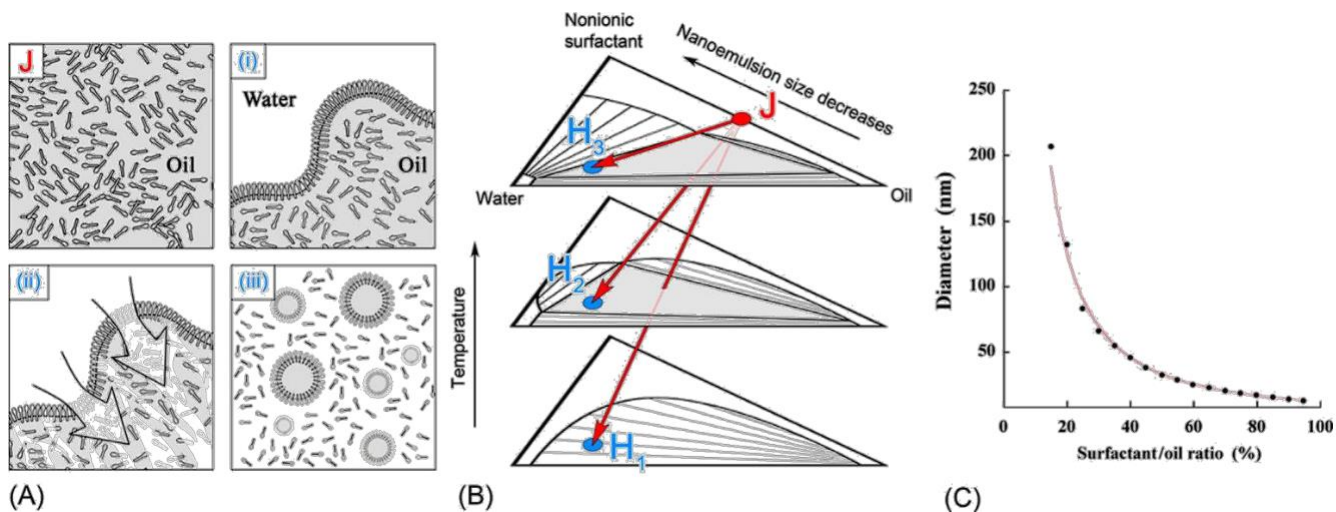 J
Oil
(i)
Water
Oil
(ii)
(iii)
(A)
Nonionic
surfactant
Nanoemulsion size decreases
J
H3
Water
Oil
H2
Temperature
H1
(B)
250
200
150
100
50
0
20
40
60
80
100
Diameter (nm)
Surfactant/oil ratio (%)
(C)